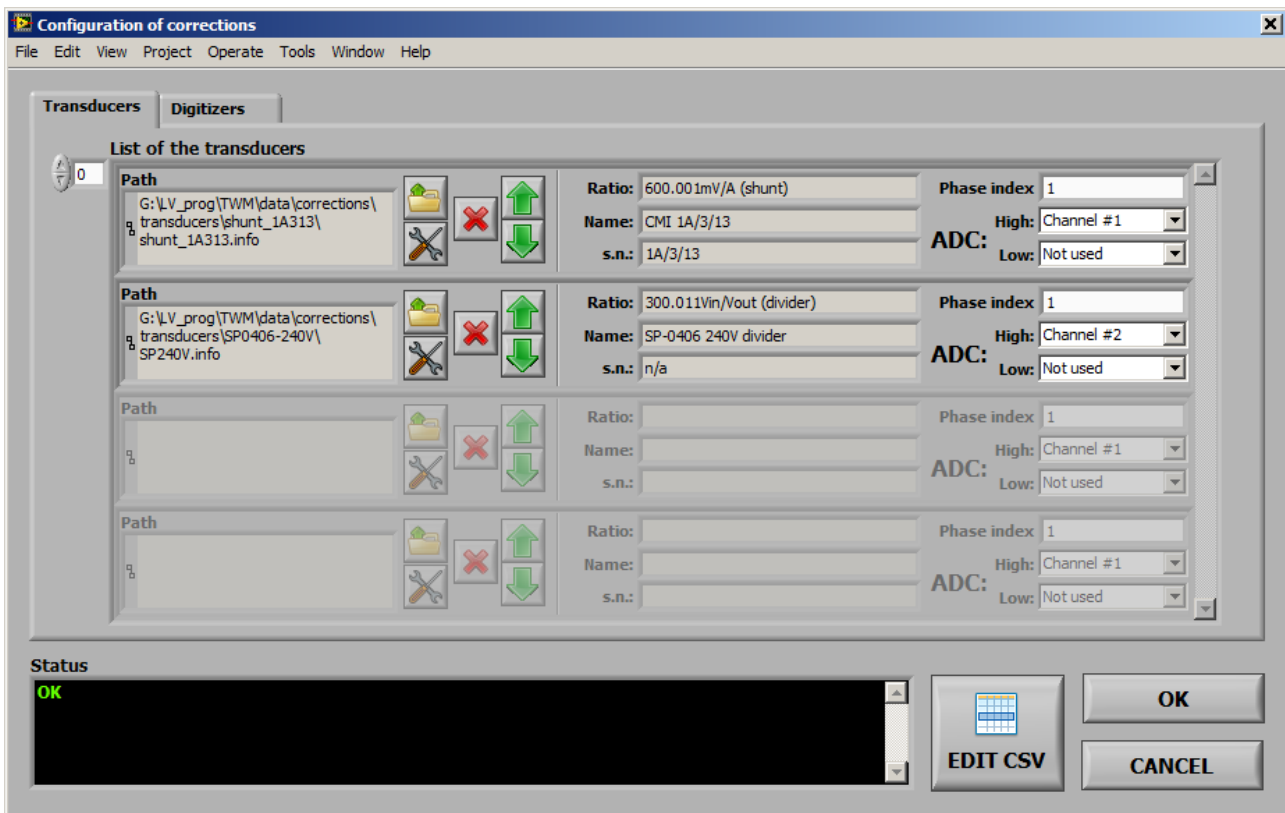 Configuration of corrections
File Edit View Project Operate Tools Window Help
Transducers Digitizers
List of the transducers
0
Path
G:\LV_prog\TWM\data\corrections\
transducers\shunt_1A313\
shunt_1A313.info
Ratio: 600.001mV/A (shunt)
Name: CMI 1A/3/13
s.n.: 1A/3/13
Phase index 1
ADC:
High: Channel #1
Low: Not used
Path
G:\LV_prog\TWM\data\corrections\
transducers\SP0406-240V\
SP240V.info
Ratio: 300.011Vin/Vout (divider)
Name: SP-0406 240V divider
s.n.: n/a
Phase index 1
ADC:
High: Channel #2
Low: Not used
Path
Ratio:
Name:
s.n.:
Phase index 1
ADC:
High: Channel #1
Low: Not used
Path
Ratio:
Name:
s.n.:
Phase index 1
ADC:
High: Channel #1
Low: Not used
Status
OK
EDIT CSV
OK
CANCEL